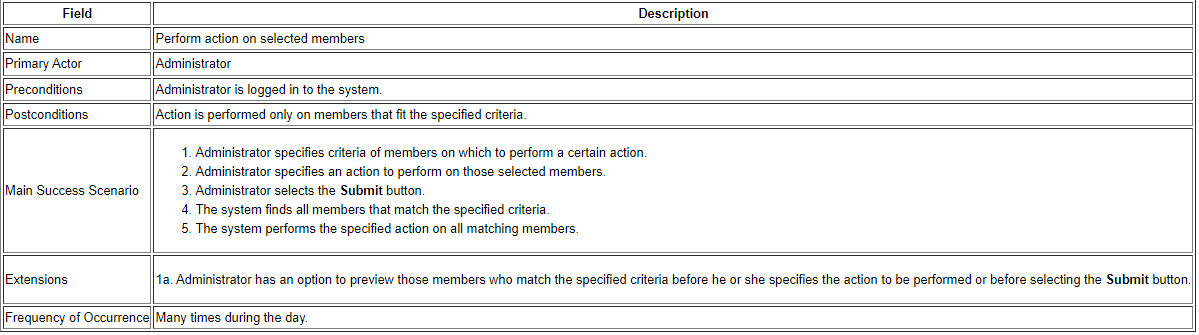 Field Description
Name Perform action on selected members
Primary Actor Administrator
Preconditions Administrator is logged in to the system.
Postconditions Action is performed only on members that fit the specified criteria.
Main Success Scenario
1. Administrator specifies criteria of members on which to perform a certain action.
2. Administrator specifies an action to perform on those selected members.
3. Administrator selects the Submit button.
4. The system finds all members that match the specified criteria.
5. The system performs the specified action on all matching members.
Extensions 1a. Administrator has an option to preview those members who match the specified criteria before he or she specifies the action to be performed or before selecting the Submit button.
Frequency of Occurrence Many times during the day.